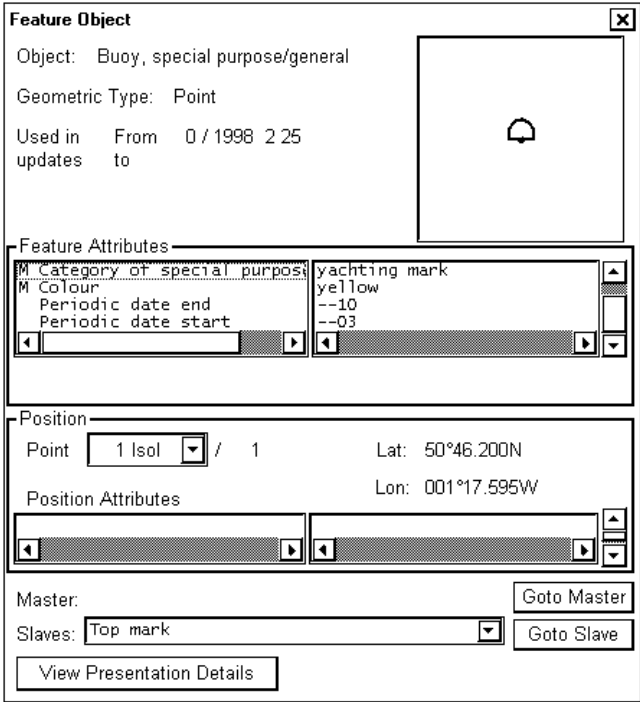 Feature Object
Object: Buoy, special purpose/general
Geometric Type: Point
Used in updates From 0 / 1998 2 25
to
Feature Attributes
M Category of special purpose yachting mark
M Colour yellow
Periodic date end --10
Periodic date start --03
Position
Point 1 Isol / 1 Lat: 50°46.200N
Lon: 001°17.595W
Position Attributes
Master: Goto Master
Slaves: Top mark Goto Slave
View Presentation Details